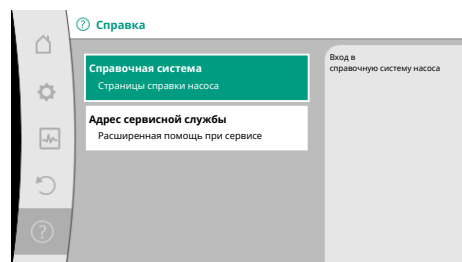 Справка
Справочная система
Страницы справки насоса
Адрес сервисной службы
Расширенная помощь при сервисе
Вход в
справочную систему насоса